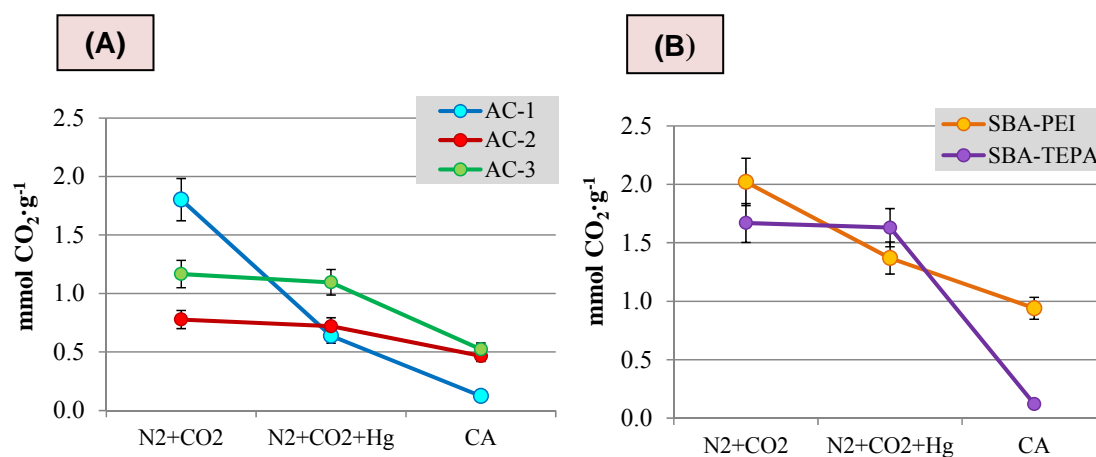 (A)
AC-1
AC-2
AC-3
mmol CO₂·g⁻¹
2.5
2.0
1.5
1.0
0.5
0.0
N2+CO2 N2+CO2+Hg CA
(B)
SBA-PEI
SBA-TEPA
mmol CO₂·g⁻¹
2.5
2.0
1.5
1.0
0.5
0.0
N2+CO2 N2+CO2+Hg CA